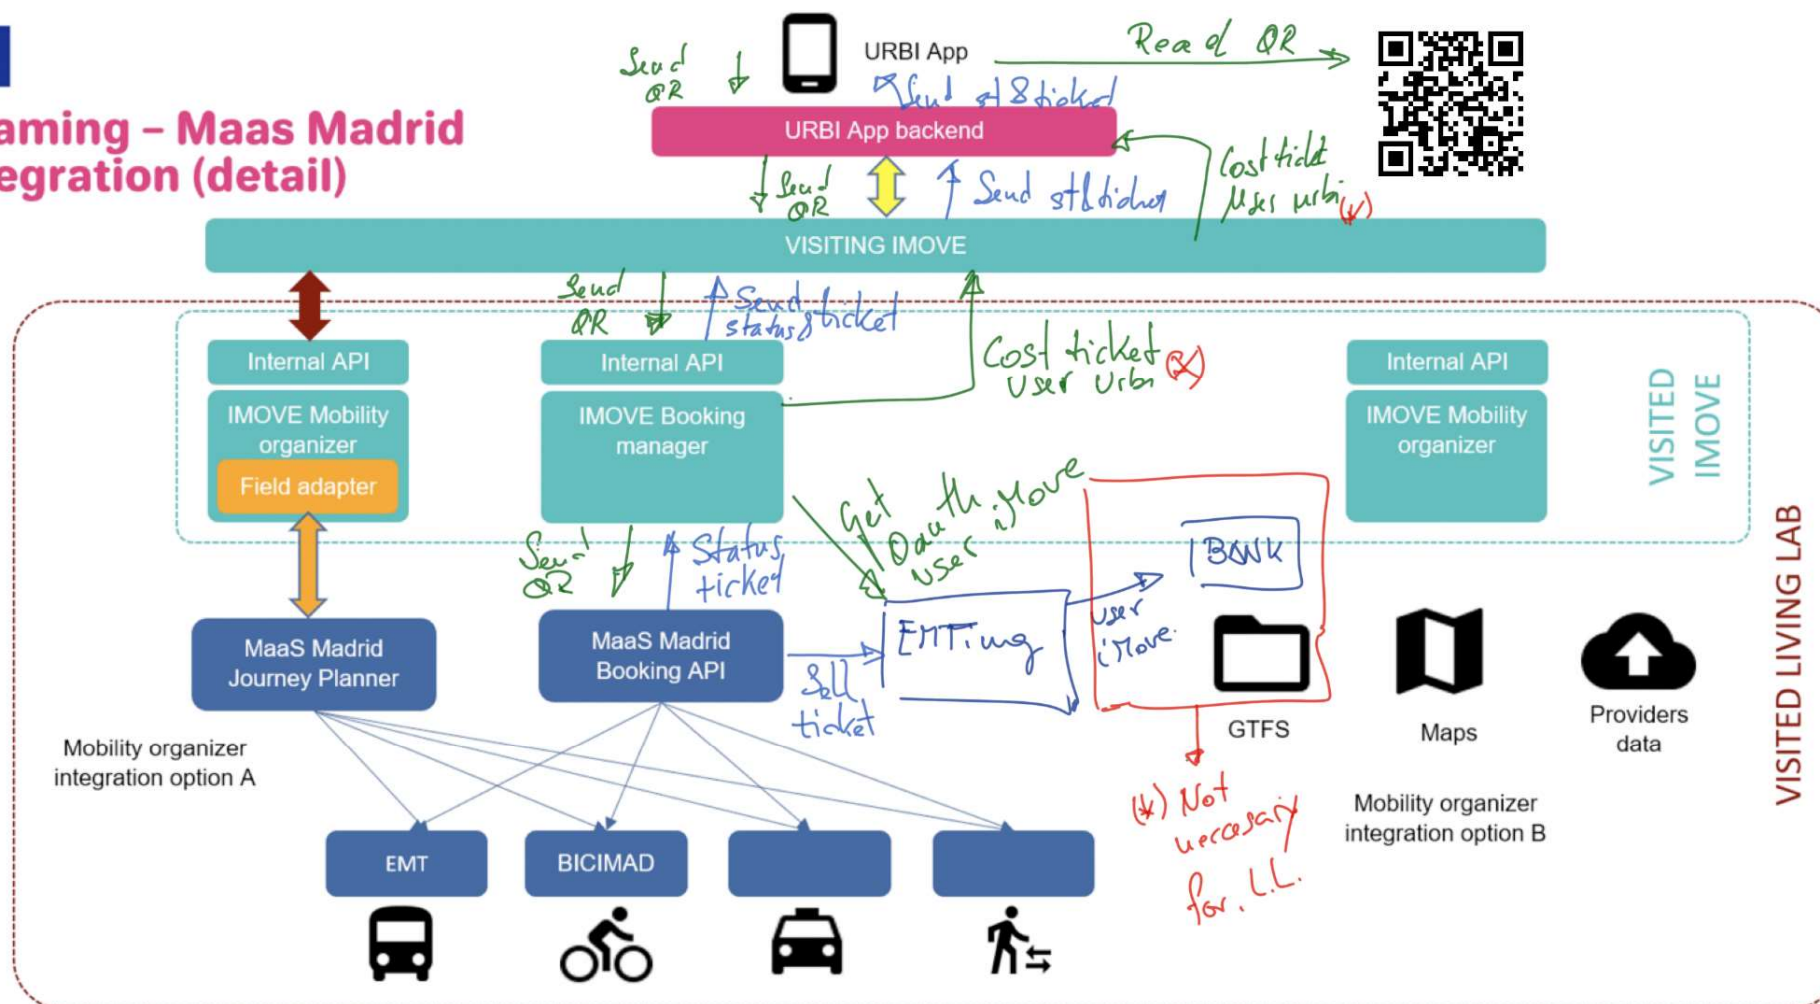 Read QR
Send
QR
URBI App
Send st&ticket
aming – Maas Madrid
egration (detail)
URBI App backend
Send
QR
Send st&ticket
Cost ticket
User urbi (*)
VISITING IMOVE
Send
QR
Send
status&ticket
Internal API
IMOVE Mobility
organizer
Field adapter
Internal API
IMOVE Booking
manager
Cost ticket
User Urbi (*)
Internal API
IMOVE Mobility
organizer
VISITED
IMOVE
Get
Oauth iMove
user
Send
QR
Status,
ticket
BANK
user
iMove.
MaaS Madrid
Journey Planner
MaaS Madrid
Booking API
Sell
ticket
EMTing
GTFS
Maps
Providers
data
VISITED LIVING LAB
Mobility organizer
integration option A
(*) Not
neccesary
for. L.L.
Mobility organizer
integration option B
EMT
BICIMAD